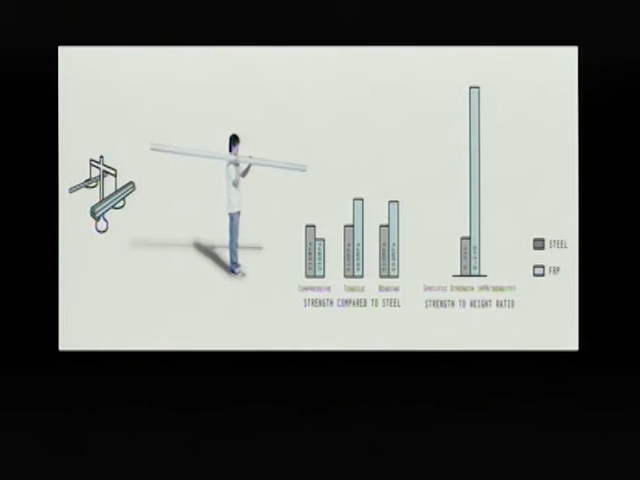 STEEL
FRP
COMPRESSIVE TENSILE BENDING
STRENGTH COMPARED TO STEEL
SPECIFIC STRENGTH (MPA/DENSITY)
STRENGTH TO WEIGHT RATIO